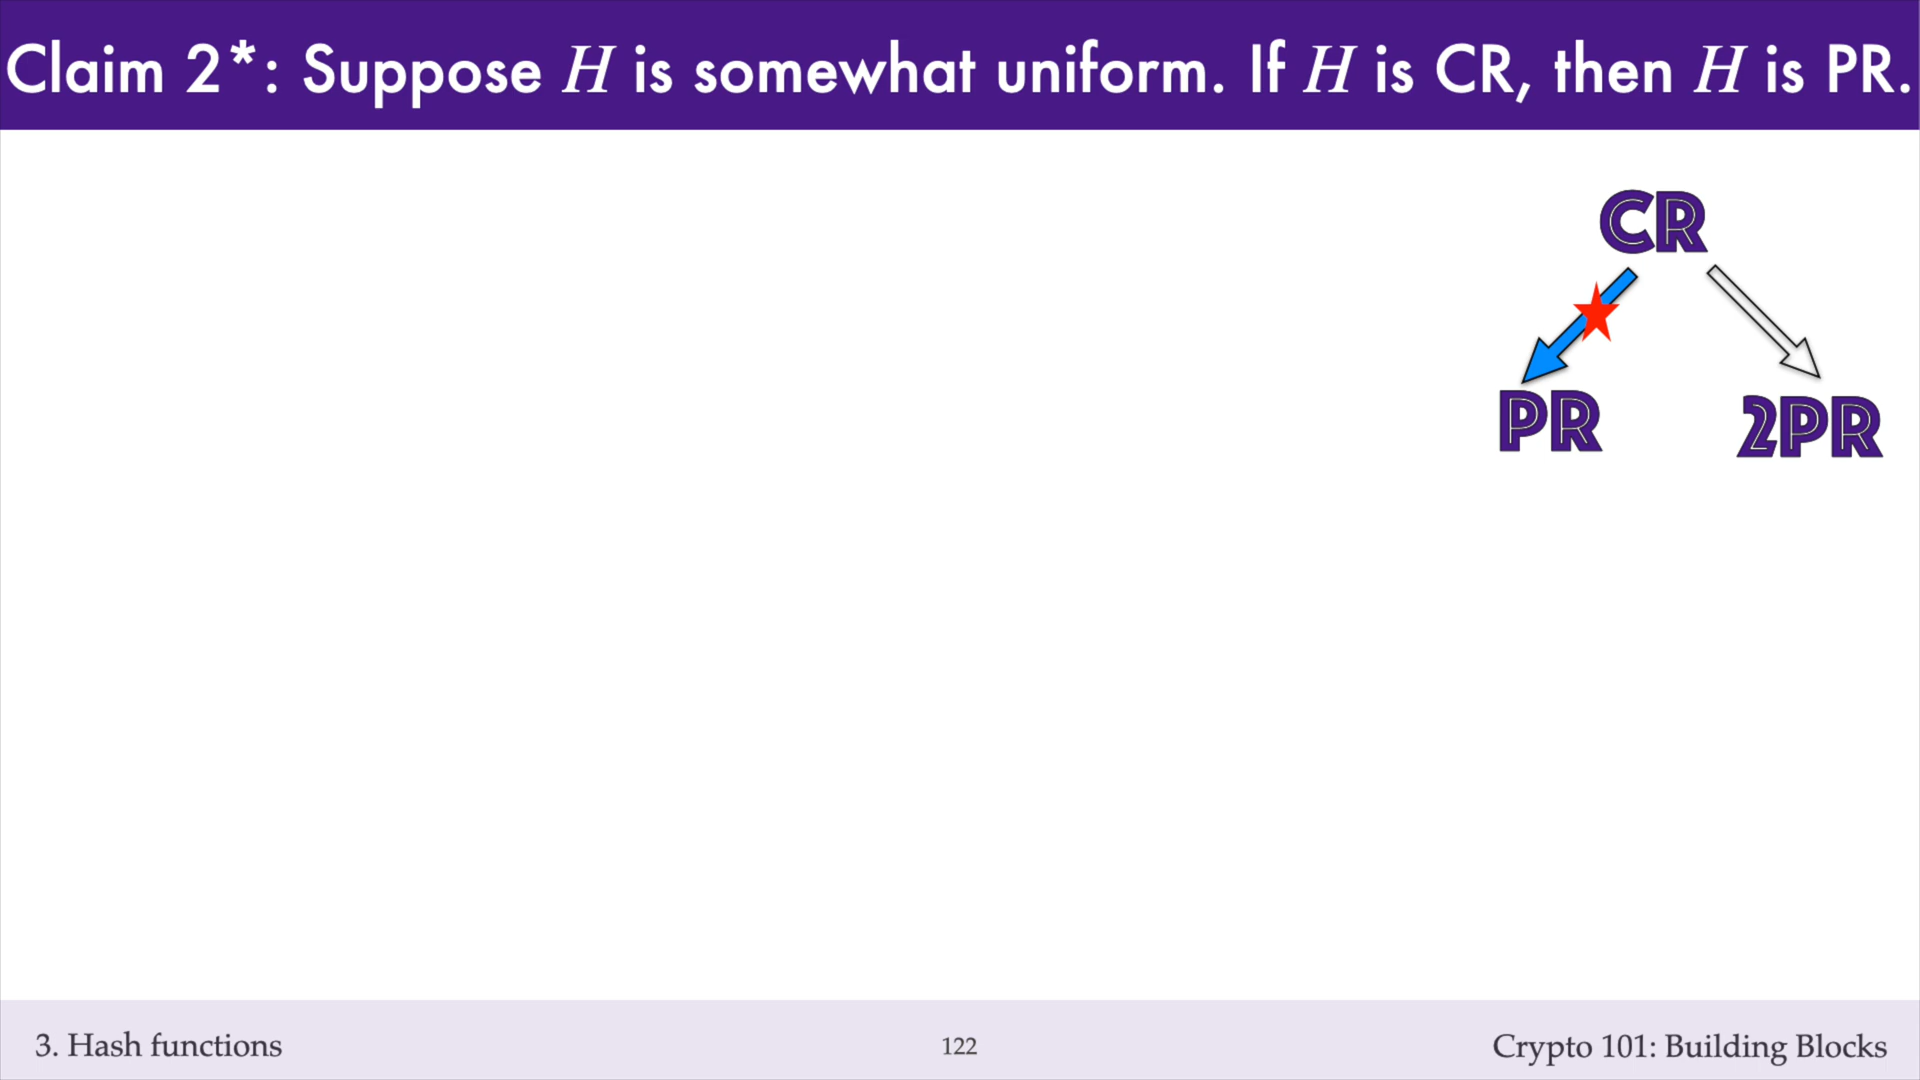 Claim 2*: Suppose H is somewhat uniform. If H is CR, then H is PR.
CR
PR
2PR
3. Hash functions
122
Crypto 101: Building Blocks